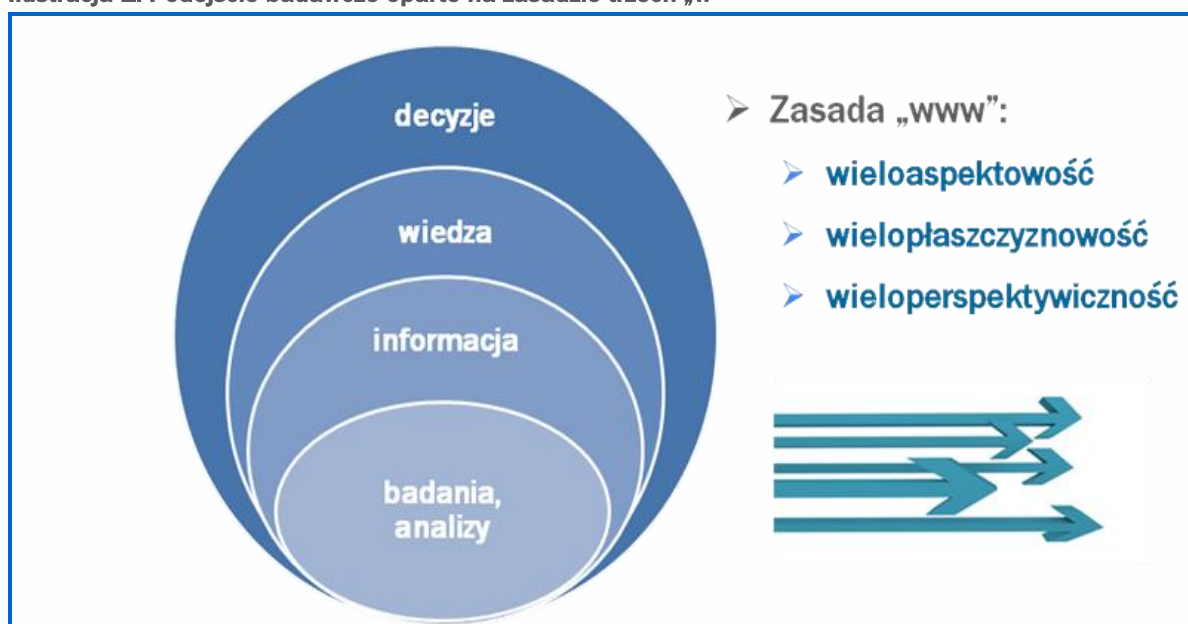 decyzje
wiedza
informacja
badania,
analizy
Zasada „www”:
wieloaspektowość
wielopłaszczyznowość
wieloperspektywiczność